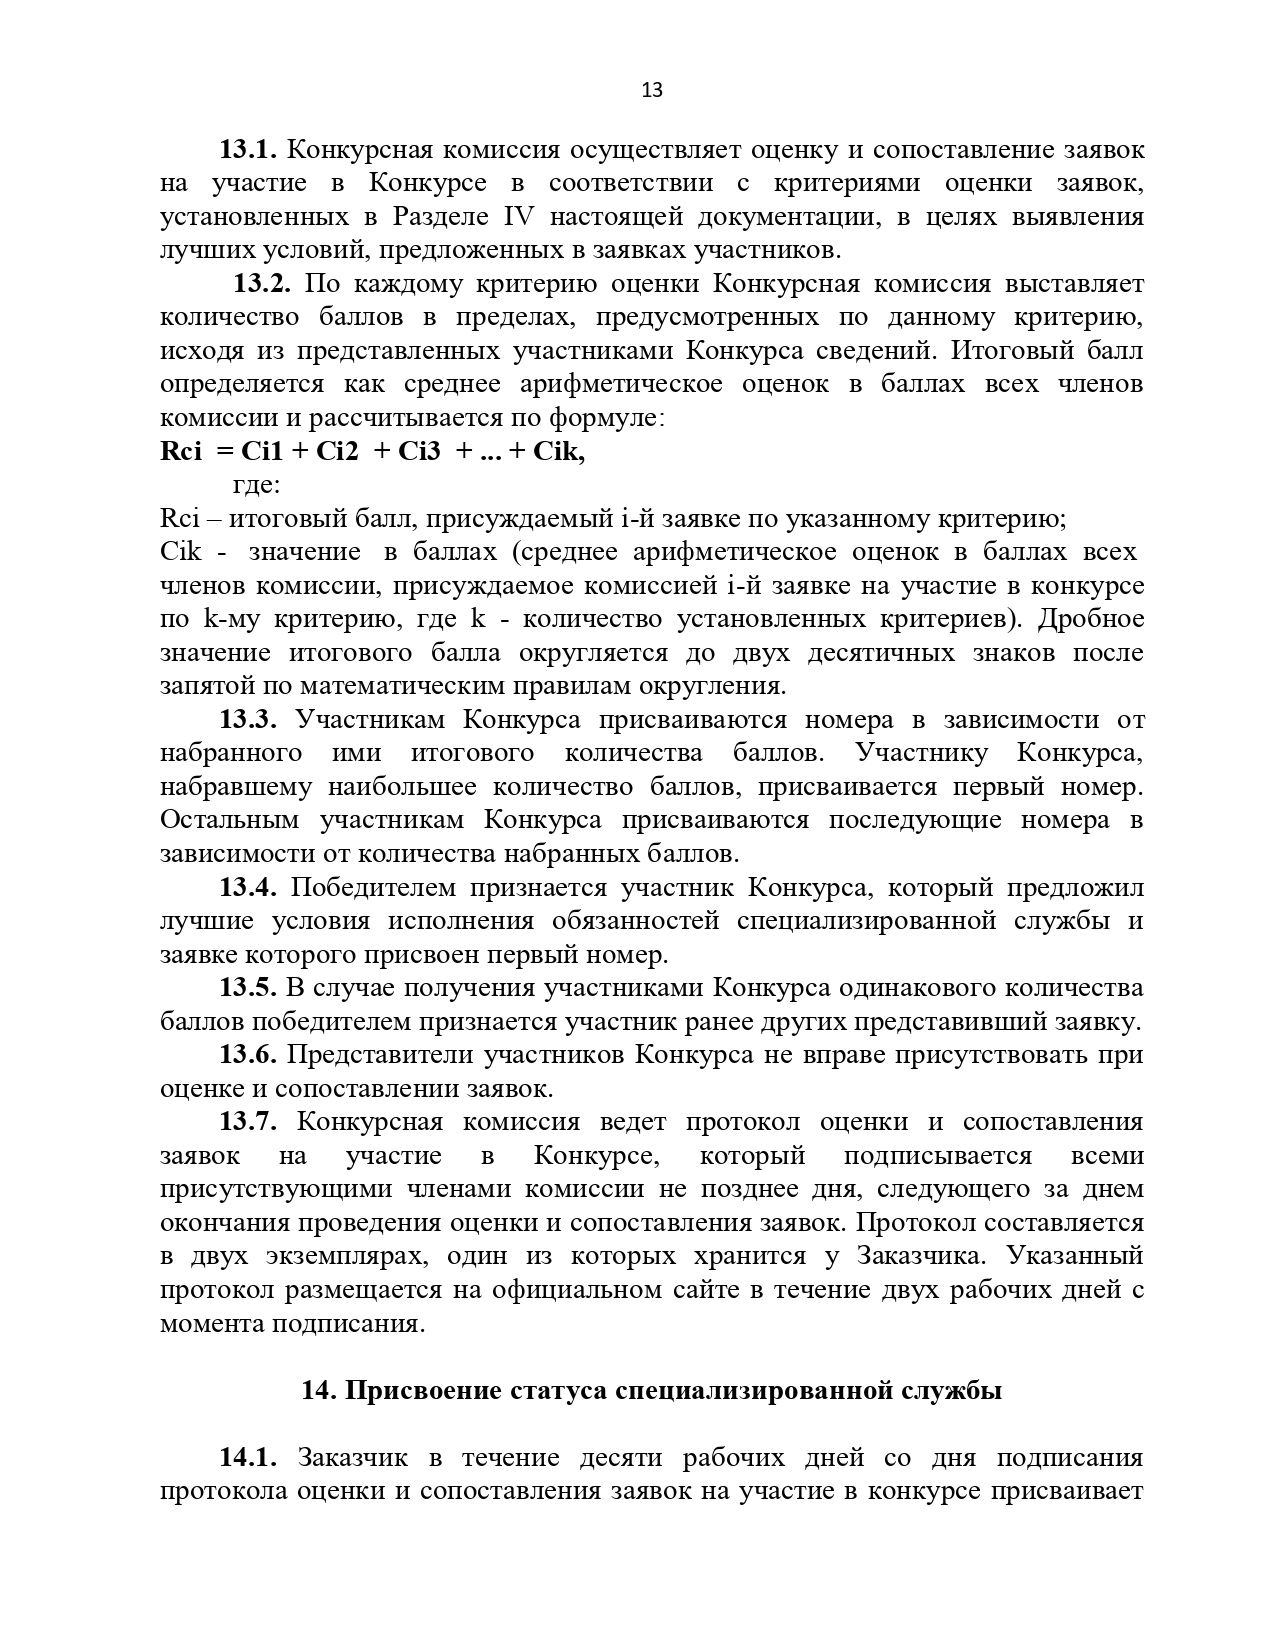 13
13.1. Конкурсная комиссия осуществляет оценку и сопоставление заявок
на участие в Конкурсе в соответствии с критериями оценки заявок,
установленных в Разделе IV настоящей документации, в целях выявления
лучших условий, предложенных в заявках участников.
13.2. По каждому критерию оценки Конкурсная комиссия выставляет
количество баллов в пределах, предусмотренных по данному критерию,
исходя из представленных участниками Конкурса сведений. Итоговый балл
определяется как среднее арифметическое оценок в баллах всех членов
комиссии и рассчитывается по формуле:
Rci = Ci1 + Ci2 + Ci3 + ... + Cik,
где:
Rci – итоговый балл, присуждаемый i-й заявке по указанному критерию;
Cik - значение в баллах (среднее арифметическое оценок в баллах всех
членов комиссии, присуждаемое комиссией i-й заявке на участие в конкурсе
по k-му критерию, где k - количество установленных критериев). Дробное
значение итогового балла округляется до двух десятичных знаков после
запятой по математическим правилам округления.
13.3. Участникам Конкурса присваиваются номера в зависимости от
набранного ими итогового количества баллов. Участнику Конкурса,
набравшему наибольшее количество баллов, присваивается первый номер.
Остальным участникам Конкурса присваиваются последующие номера в
зависимости от количества набранных баллов.
13.4. Победителем признается участник Конкурса, который предложил
лучшие условия исполнения обязанностей специализированной службы и
заявке которого присвоен первый номер.
13.5. В случае получения участниками Конкурса одинакового количества
баллов победителем признается участник ранее других представивший заявку.
13.6. Представители участников Конкурса не вправе присутствовать при
оценке и сопоставлении заявок.
13.7. Конкурсная комиссия ведет протокол оценки и сопоставления
заявок на участие в Конкурсе, который подписывается всеми
присутствующими членами комиссии не позднее дня, следующего за днем
окончания проведения оценки и сопоставления заявок. Протокол составляется
в двух экземплярах, один из которых хранится у Заказчика. Указанный
протокол размещается на официальном сайте в течение двух рабочих дней с
момента подписания.
14. Присвоение статуса специализированной службы
14.1. Заказчик в течение десяти рабочих дней со дня подписания
протокола оценки и сопоставления заявок на участие в конкурсе присваивает